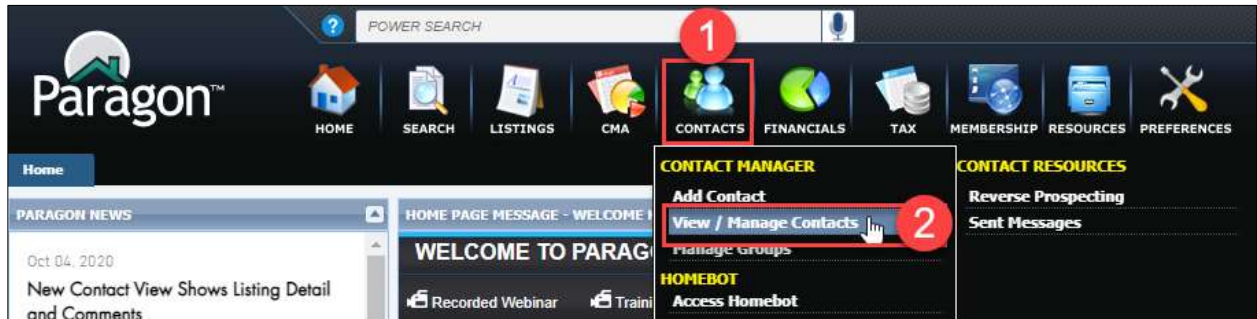 POWER SEARCH
1
Paragon™
HOME
SEARCH
LISTINGS
CMA
CONTACTS
FINANCIALS
TAX
MEMBERSHIP
RESOURCES
PREFERENCES
Home
CONTACT MANAGER
CONTACT RESOURCES
Add Contact
Reverse Prospecting
PARAGON NEWS
HOME PAGE MESSAGE - WELCOME
View / Manage Contacts
2
Sent Messages
WELCOME TO PARAG
Manage Groups
Oct 04, 2020
New Contact View Shows Listing Detail
and Comments
HOMEBOT
Recorded Webinar
Traini
Access Homebot